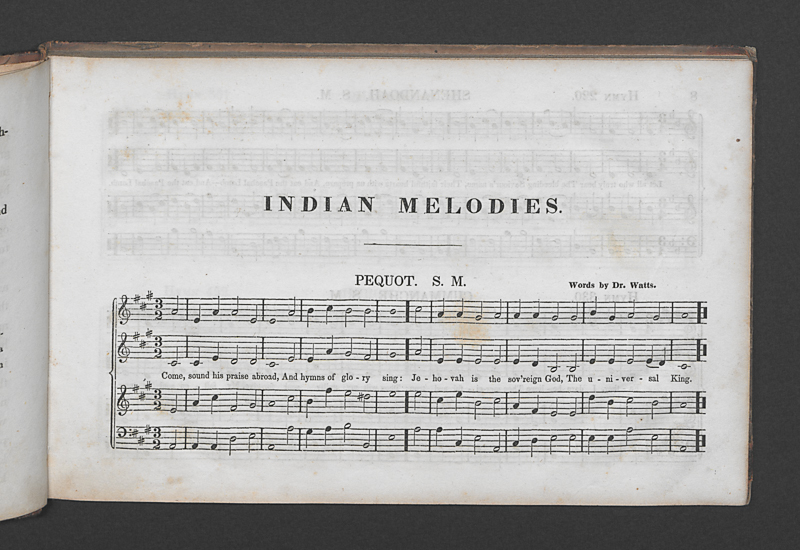 INDIAN MELODIES.
PEQUOT. S. M.
Words by Dr. Watts.
Come, sound his praise abroad, And hymns of glo - ry sing: Je - ho - vah is the sov'reign God, The u - ni - ver - sal King.